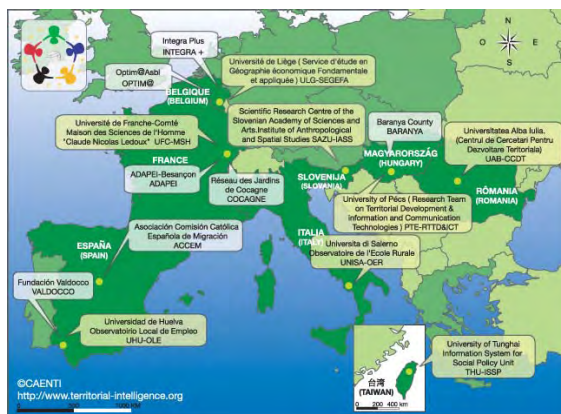 Integra Plus
INTEGRA +
Optim@Aabl
OPTIM@
BELGIQUE
(BELGIUM)
Université de Liège ( Service d'étude en
Géographie économique Fondamentale
et appliquée ) ULG-SEGEFA
N
O
E
S
Université de Franche-Comté
Maison des Sciences de l'Homme
"Claude Nicolas Ledoux" UFC-MSH
Scientific Research Centre of the
Slovenian Academy of Sciences and
Arts.Institute of Anthropological
and Spatial Studies SAZU-IASS
Baranya County
BARANYA
Universitatea Alba Iulia.
(Centrul de Cercetari Pentru
Dezvoltare Teritoriala)
UAB-CCDT
FRANCE
ADAPEI-Besançon
ADAPEI
Réseau des Jardins
de Cocagne
COCAGNE
MAGYARORSZÁG
(HUNGARY)
SLOVENIJA
(SLOVANIA)
RÔMANIA
(ROMANIA)
University of Pécs ( Research Team
on Territorial Development &
Information and Communication
Technologies ) PTE-RTTD&ICT
ITALIA
(ITALY)
ESPAÑA
(SPAIN)
Asociación Comisión Católica
Española de Migración
ACCEM
Universita di Salerno
Observatoire de l'Ecole Rurale
UNISA-OER
Fundación Valdocco
VALDOCCO
Universidad de Huelva
Observatoirio Local de Empleo
UHU-OLE
University of Tunghai
Information System for
Social Policy Unit
THU-ISSP
台湾
(TAIWAN)
0 200 400 km
©CAENTI
http://www.territorial-intelligence.org